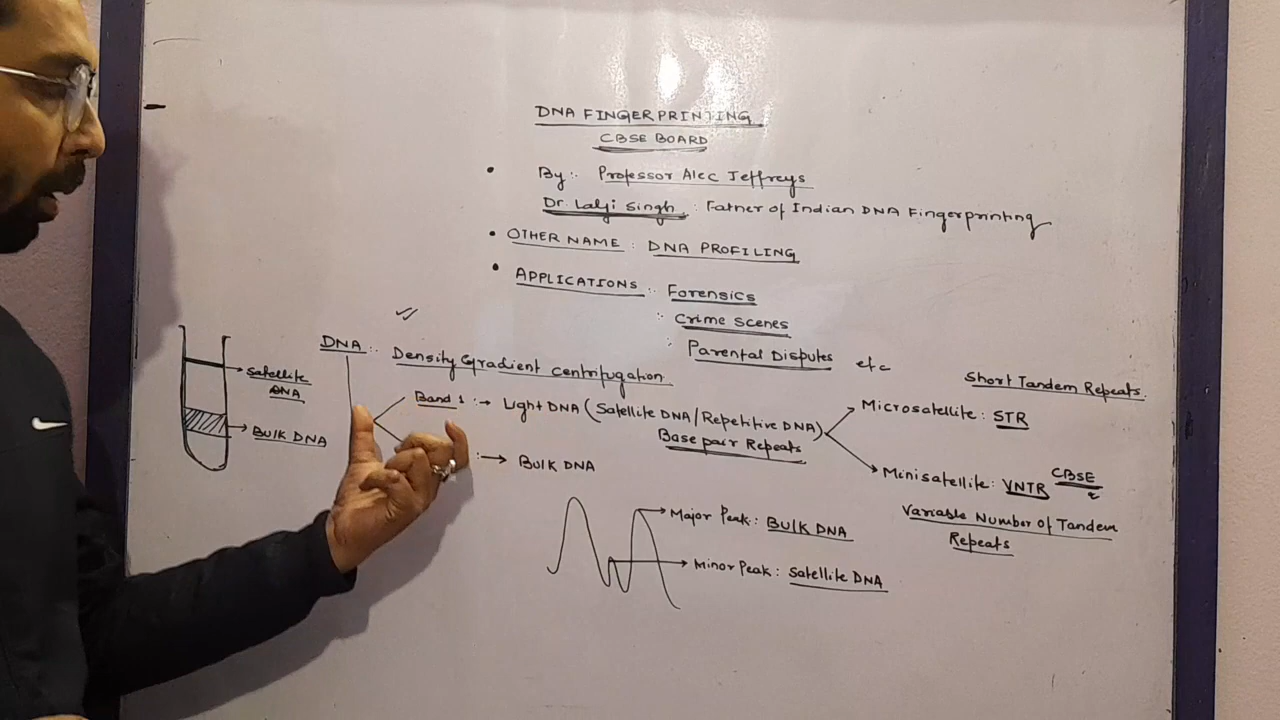 DNA FINGERPRINTING
CBSE BOARD
• By:- Professor Alec Jeffreys
Dr. Lalji Singh : Father of Indian DNA Fingerprinting
• OTHER NAME : DNA PROFILING
• APPLICATIONS :- Forensics
:- Crime Scenes
:- Parental Disputes etc
DNA :- Density Gradient centrifugation
Satellite DNA
Bulk DNA
Band 1 :→ Light DNA (Satellite DNA/Repetitive DNA)
Base pair Repeats
:→ Bulk DNA
Short Tandem Repeats.
Microsatellite: STR
Minisatellite: VNTR CBSE
Variable Number of Tandem
Repeats
Major Peak: Bulk DNA
Minor Peak: Satellite DNA